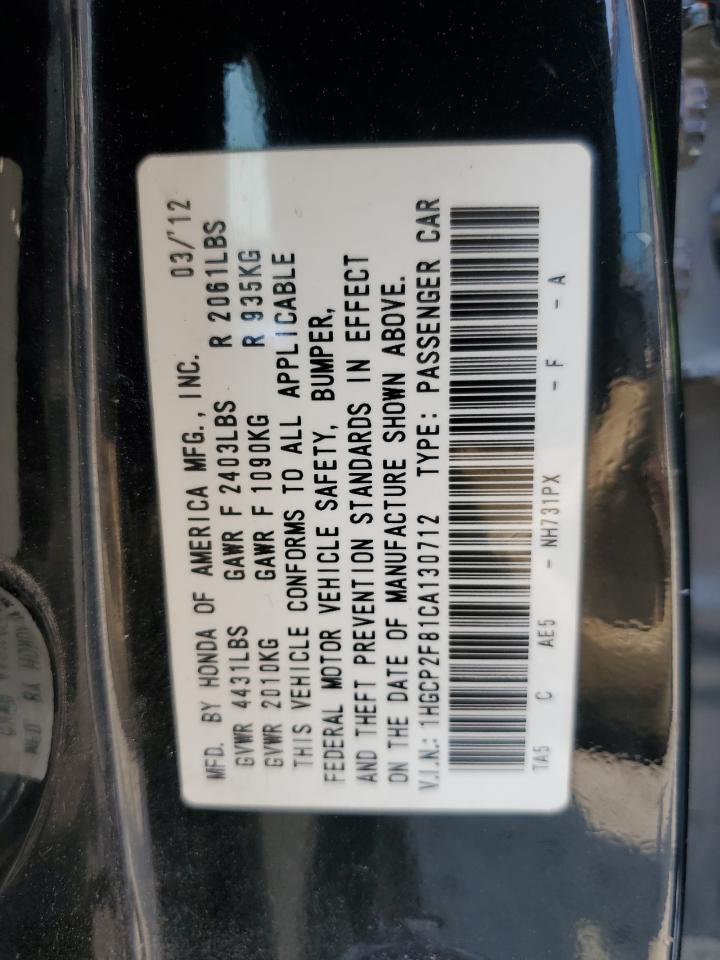 MFD. BY HONDA OF AMERICA MFG., INC. 03/'12
GVWR 4431LBS GAWR F 2403LBS R 2061LBS
GVWR 2010KG GAWR F 1090KG R 935KG
THIS VEHICLE CONFORMS TO ALL APPLICABLE
FEDERAL MOTOR VEHICLE SAFETY, BUMPER,
AND THEFT PREVENTION STANDARDS IN EFFECT
ON THE DATE OF MANUFACTURE SHOWN ABOVE.
V.I.N.: 1HGCP2F81CA130712 TYPE: PASSENGER CAR
TA5 C AE5 - NH731PX - F - A